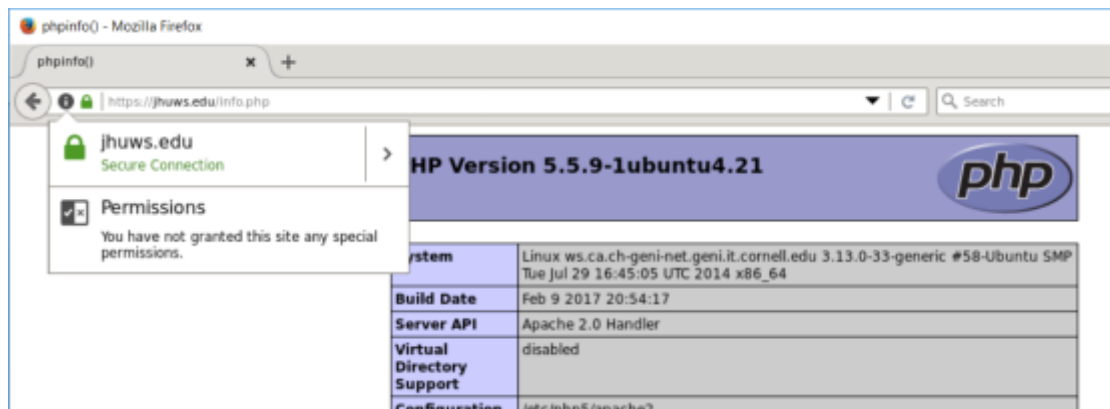 phpinfo() - Mozilla Firefox
phpinfo()
https://jhuws.edu/info.php
Search
jhuws.edu
Secure Connection
Permissions
You have not granted this site any special
permissions.
HP Version 5.5.9-1ubuntu4.21
php
ystem
Linux ws.ca.ch-geni-net.geni.it.cornell.edu 3.13.0-33-generic #58-Ubuntu SMP
Tue Jul 29 16:45:05 UTC 2014 x86_64
Build Date
Feb 9 2017 20:54:17
Server API
Apache 2.0 Handler
Virtual
Directory
Support
disabled
Configuration
/etc/php5/apache2